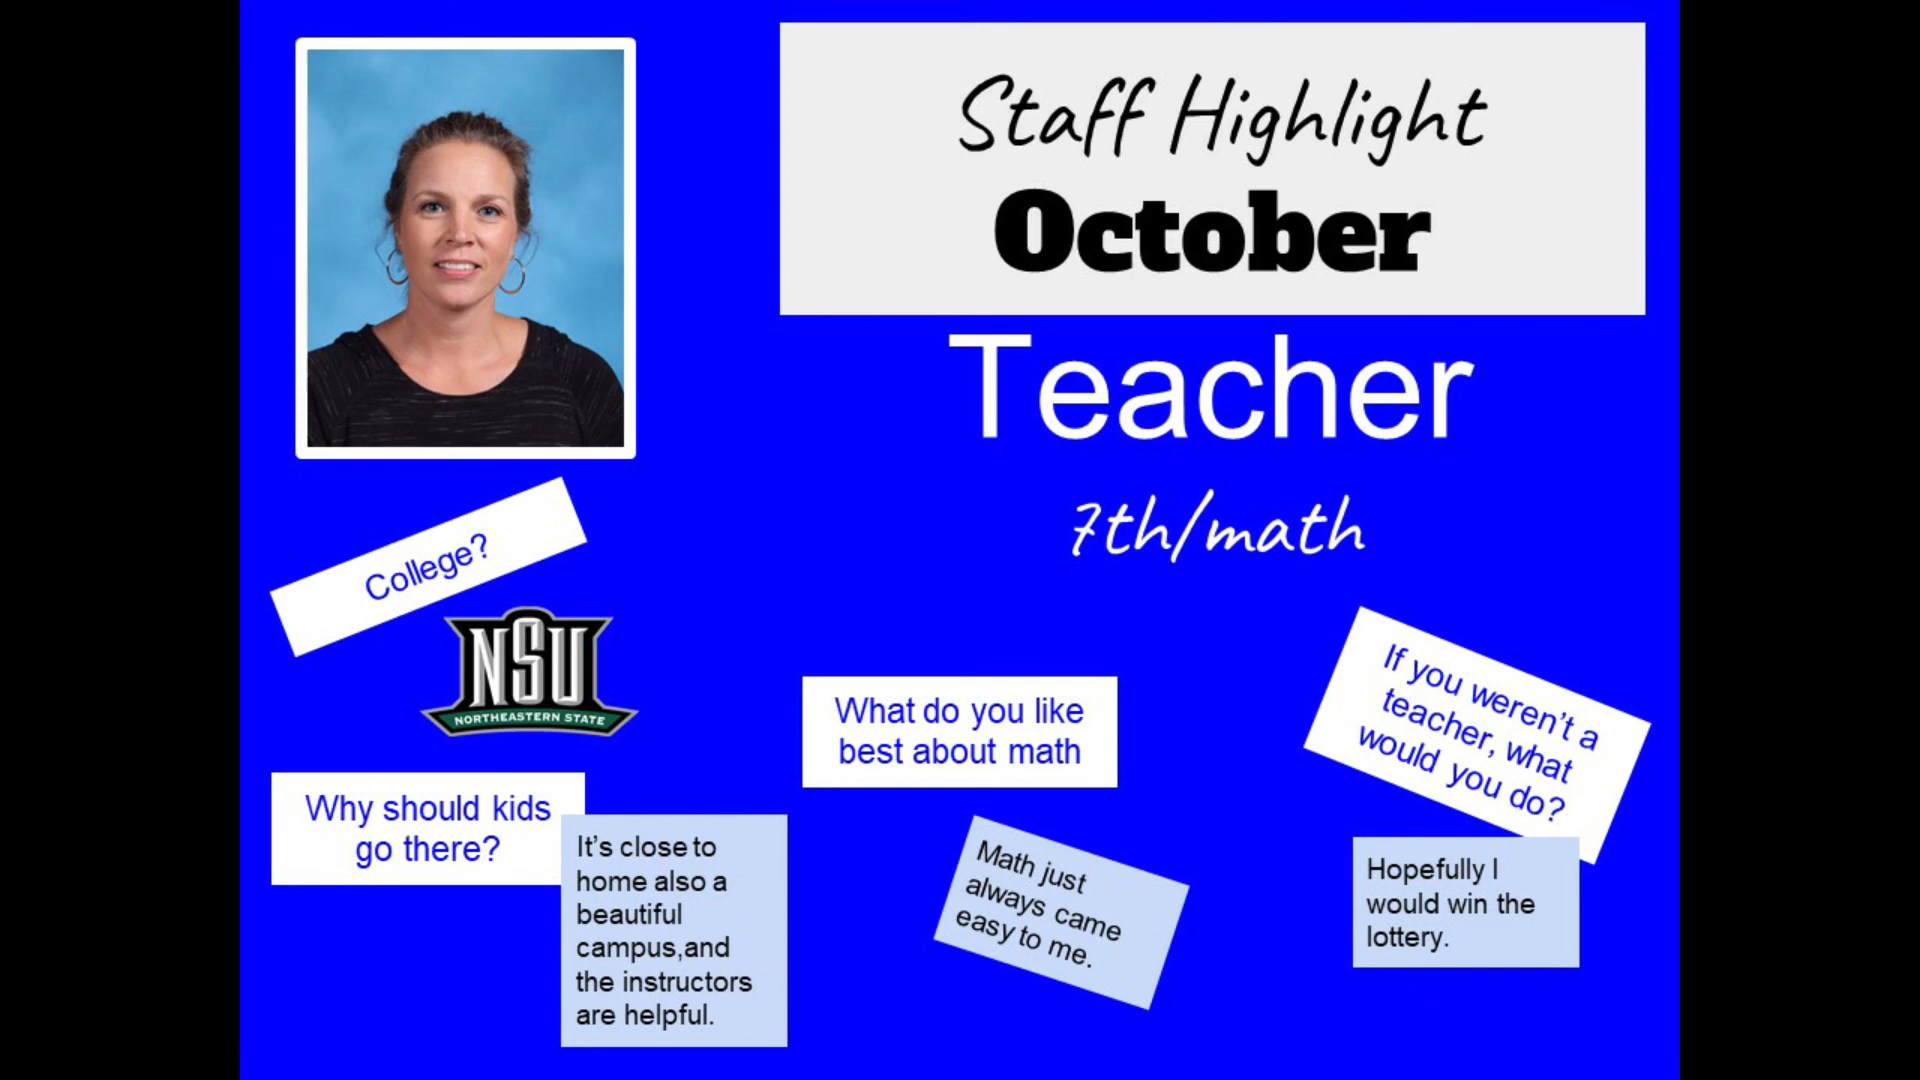 Staff Highlight
October
Teacher
7th/math
College?
NSU
NORTHEASTERN STATE
Why should kids
go there?
It's close to
home also a
beautiful
campus,and
the instructors
are helpful.
What do you like
best about math
Math just
always came
easy to me.
If you weren't a
teacher, what
would you do?
Hopefully I
would win the
lottery.